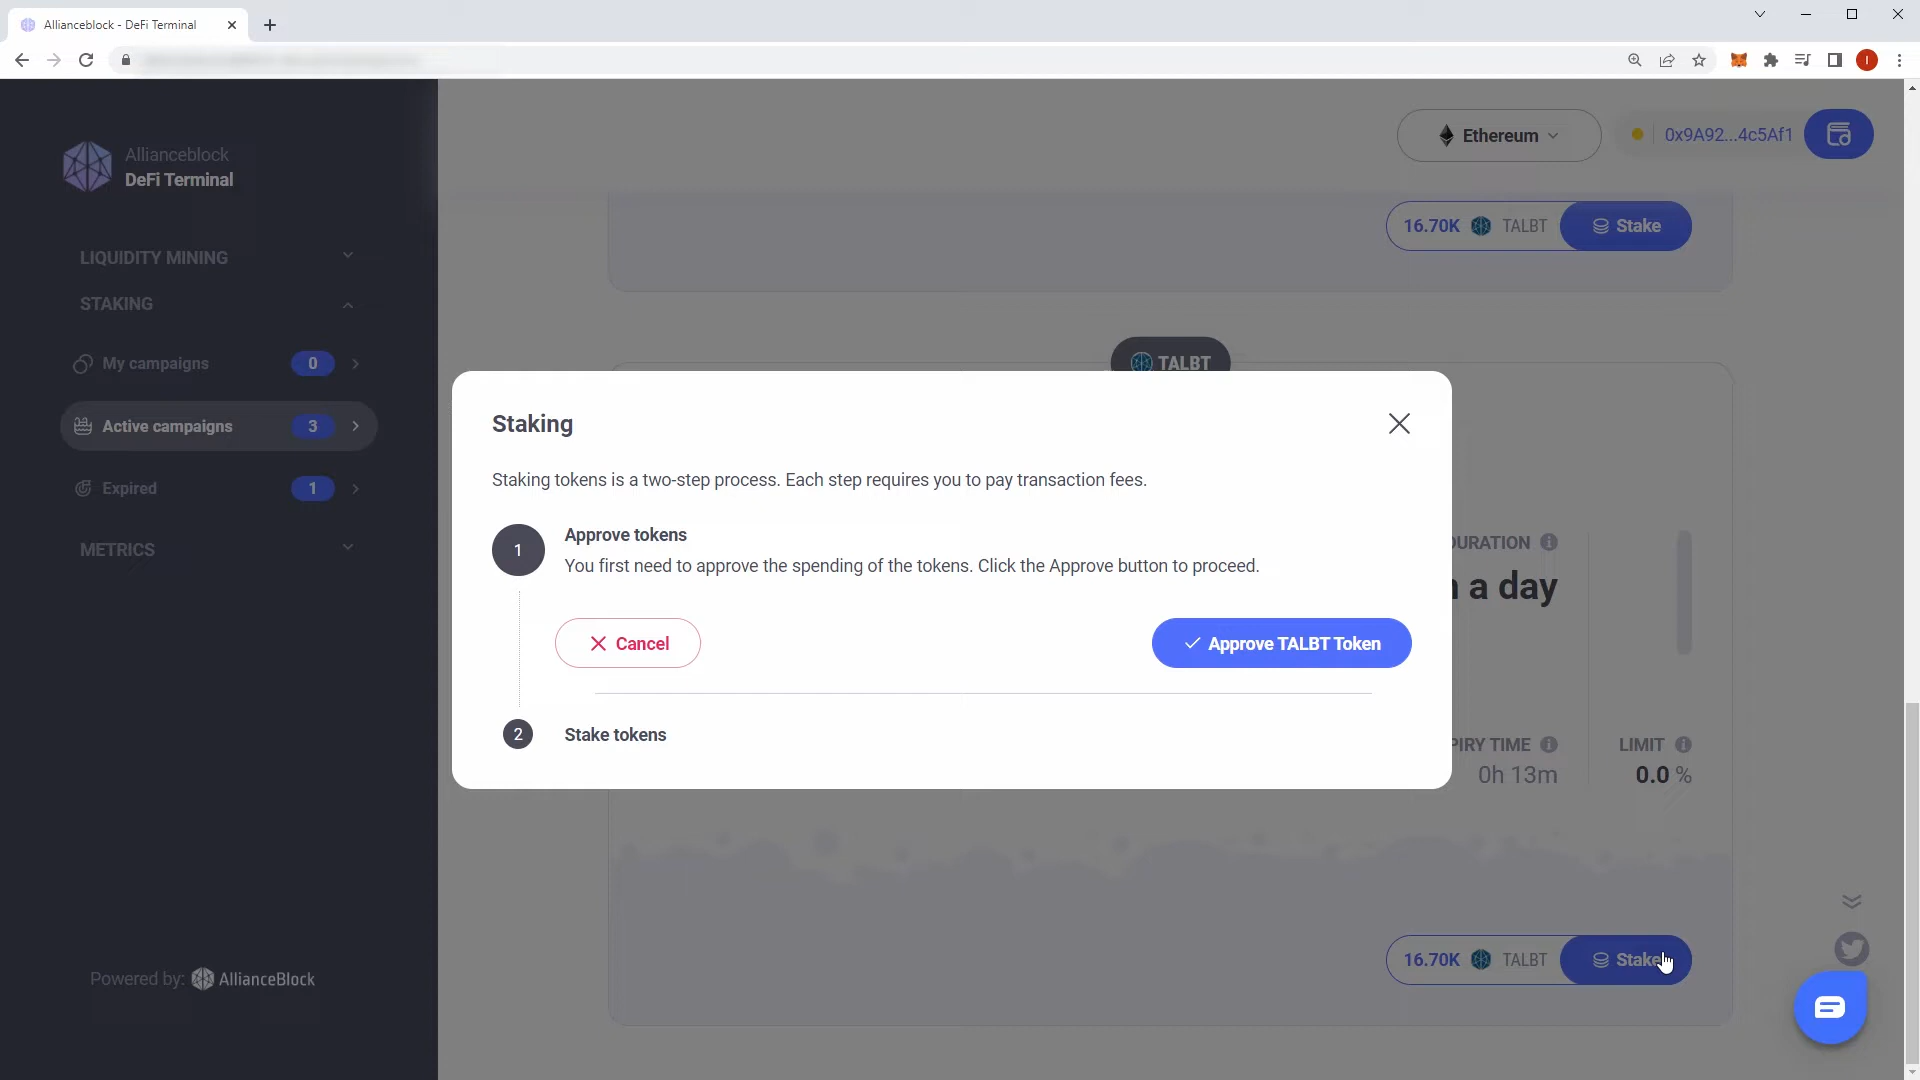 Allianceblock - DeFi Terminal
I
Allianceblock
DeFi Terminal
Ethereum
0x9A92...4c5Af1
LIQUIDITY MINING
STAKING
My campaigns 0
Active campaigns 3
Expired 1
METRICS
Powered by: AllianceBlock
16.70K TALBT Stake
TALBT
Staking
Staking tokens is a two-step process. Each step requires you to pay transaction fees.
1 Approve tokens
You first need to approve the spending of the tokens. Click the Approve button to proceed.
Cancel
Approve TALBT Token
2 Stake tokens
a day
LIMIT
TIME
0h 13m
0.0 %
16.70K TALBT Stake